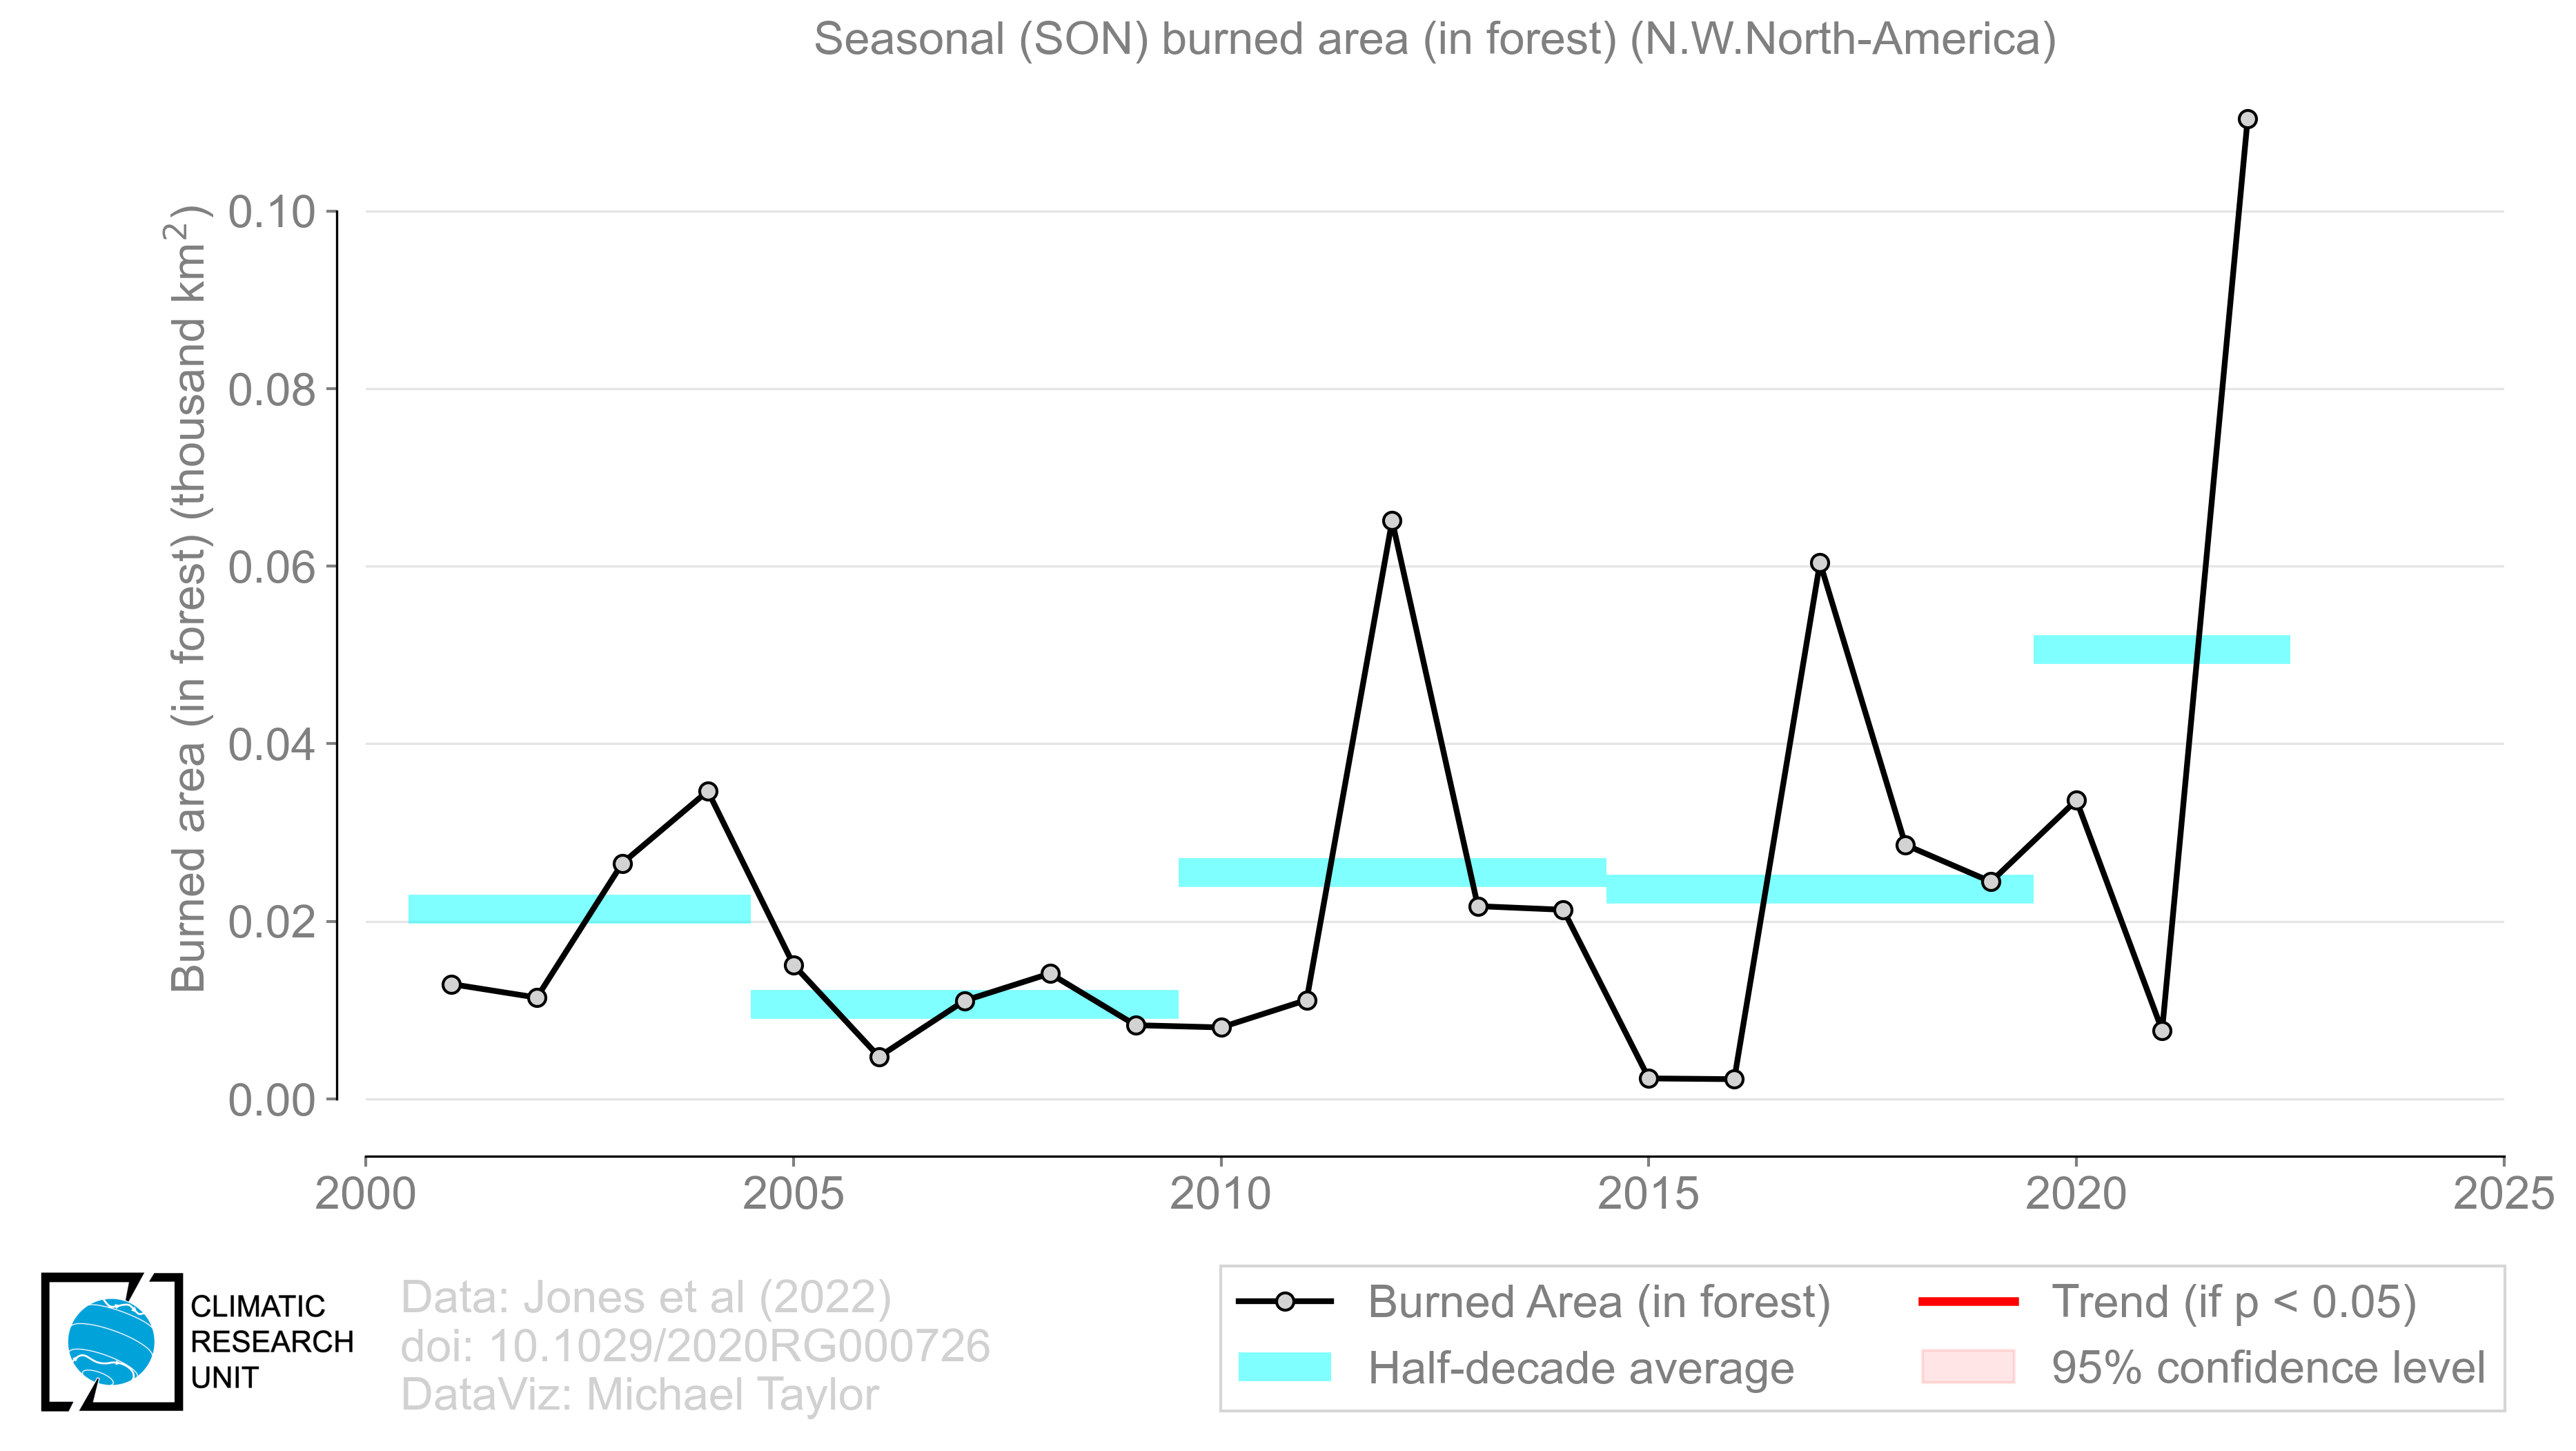 Seasonal (SON) burned area (in forest) (N.W.North-America)
Burned area (in forest) (thousand km²)
0.10
0.08
0.06
0.04
0.02
0.00
2000 2005 2010 2015 2020 2025
CLIMATIC
RESEARCH
UNIT
Data: Jones et al (2022)
doi: 10.1029/2020RG000726
DataViz: Michael Taylor
Burned Area (in forest)
Half-decade average
Trend (if p < 0.05)
95% confidence level